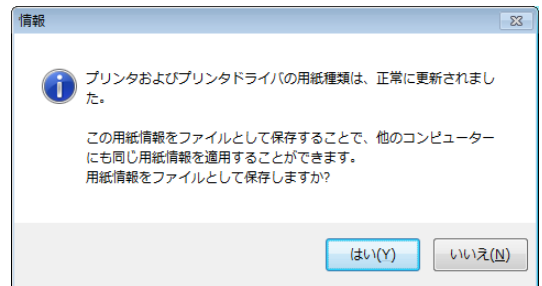 情報
プリンタおよびプリンタドライバの用紙種類は、正常に更新されまし
た。
この用紙情報をファイルとして保存することで、他のコンピューター
にも同じ用紙情報を適用することができます。
用紙情報をファイルとして保存しますか?
はい(Y) いいえ(N)